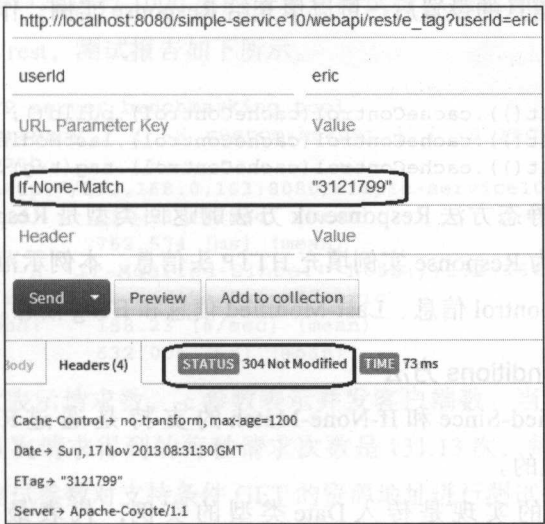 http://localhost:8080/simple-service10/webapi/rest/e_tag?userId=eric
userId eric
URL Parameter Key Value
If-None-Match "3121799"
Header Value
Send Preview Add to collection
Body Headers (4) STATUS 304 Not Modified TIME 73 ms
Cache-Control → no-transform, max-age=1200
Date → Sun, 17 Nov 2013 08:31:30 GMT
ETag → "3121799"
Server → Apache-Coyote/1.1